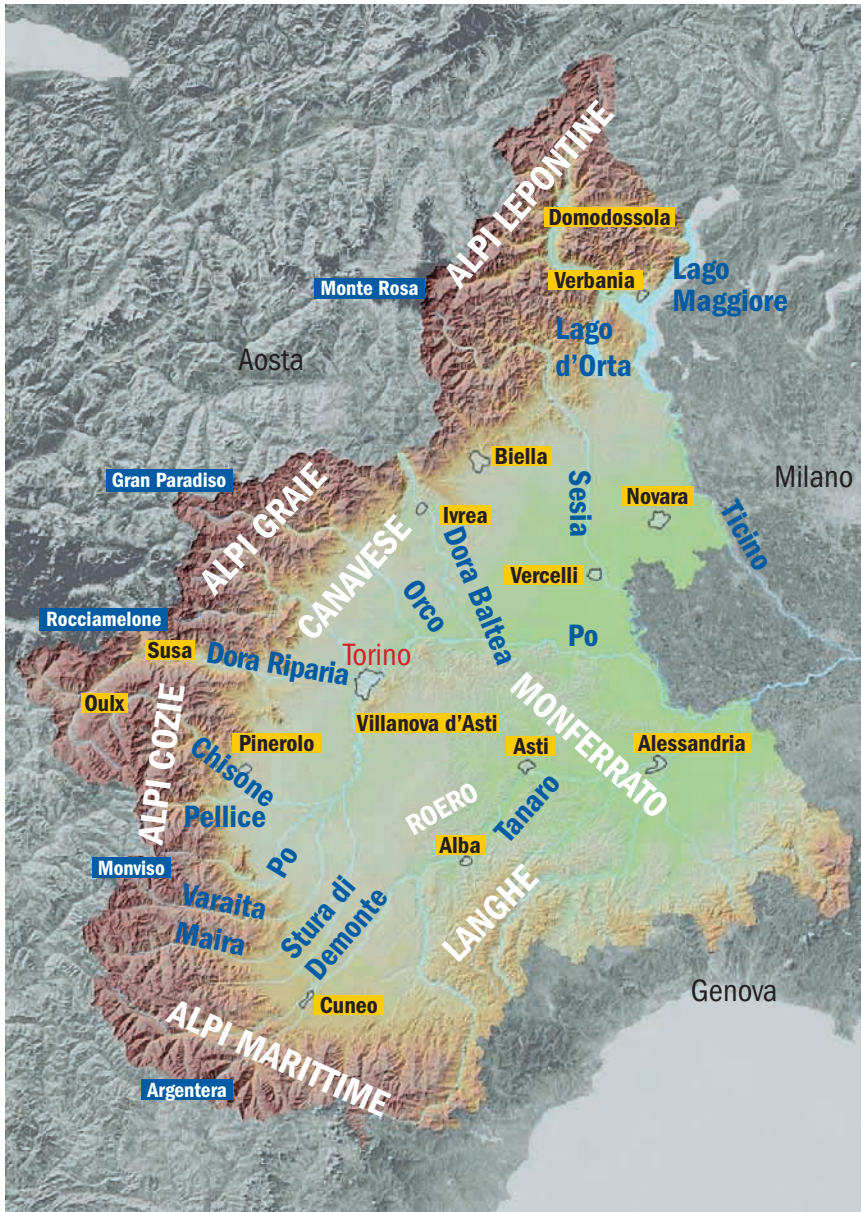 ALPI LEPONTINE
Domodossola
Verbania
Lago
Maggiore
Monte Rosa
Lago
d’Orta
Aosta
Biella
Milano
Gran Paradiso
Sesia
Novara
ALPI GRAIE
Ivrea
Ticino
CANAVESE
Dora Baltea
Vercelli
Orco
Rocciamelone
Susa
Dora Riparia
Torino
Po
Oulx
ALPI COZIE
MONFERRATO
Villanova d’Asti
Pinerolo
Chisone
Asti
Alessandria
Pellice
ROERO
Tanaro
Alba
Monviso
Po
Varaita
Maira
Stura di
Demonte
LANGHE
Cuneo
Genova
ALPI MARITTIME
Argentera